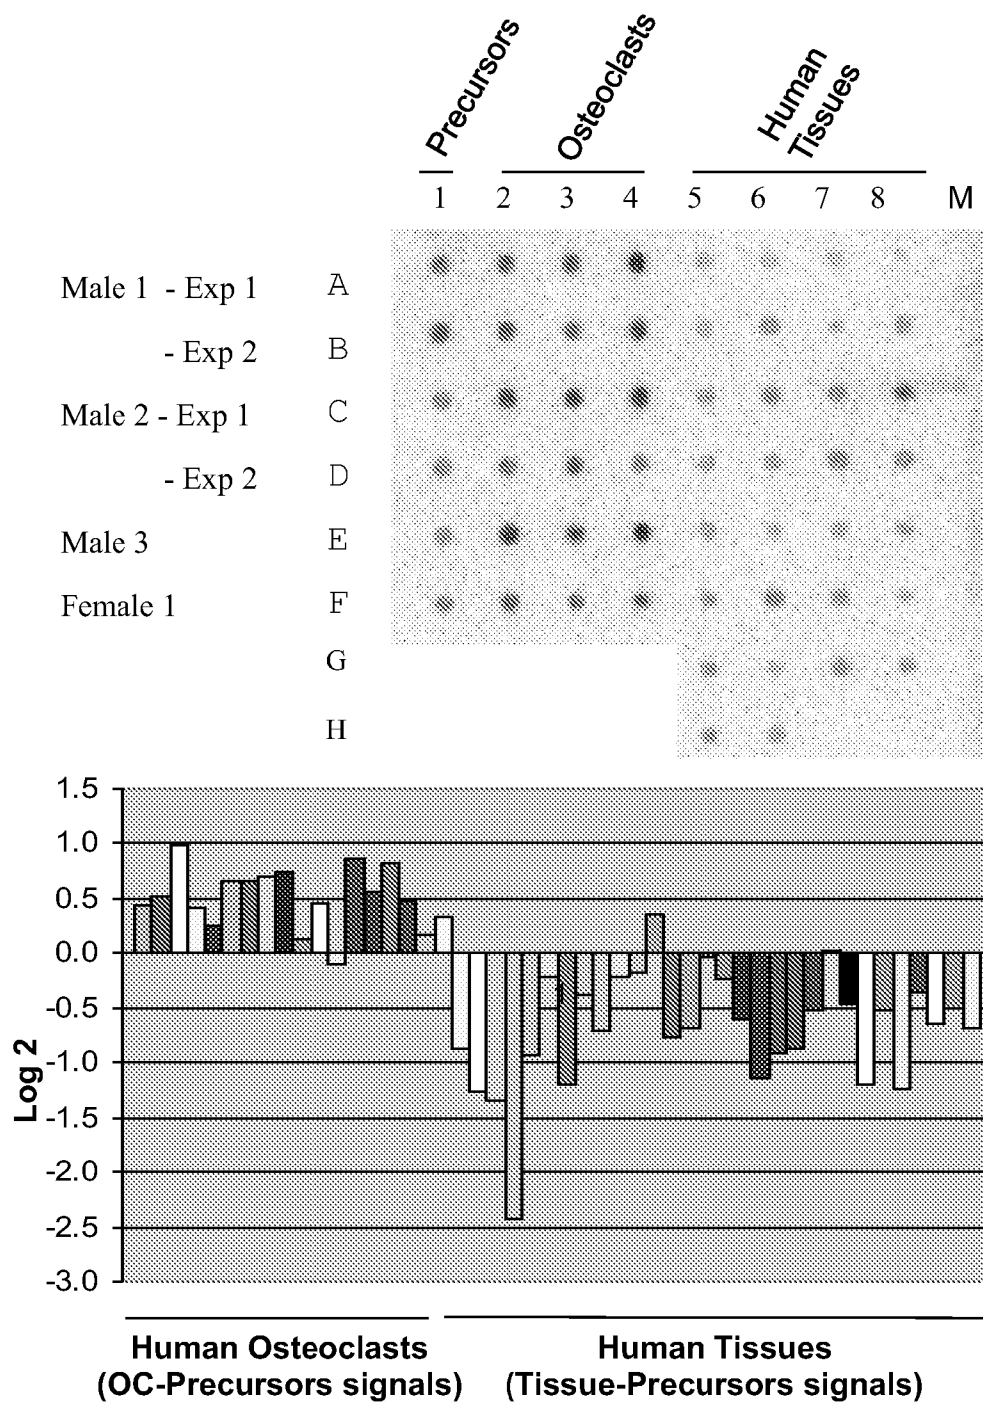 Precursors
Osteoclasts
Human
Tissues
1 2 3 4 5 6 7 8 M
Male 1 - Exp 1 A
- Exp 2 B
Male 2 - Exp 1 C
- Exp 2 D
Male 3 E
Female 1 F
G
H
1.5
1.0
0.5
0.0
-0.5
-1.0
-1.5
-2.0
-2.5
-3.0
Log 2
Human Osteoclasts
(OC-Precursors signals)
Human Tissues
(Tissue-Precursors signals)